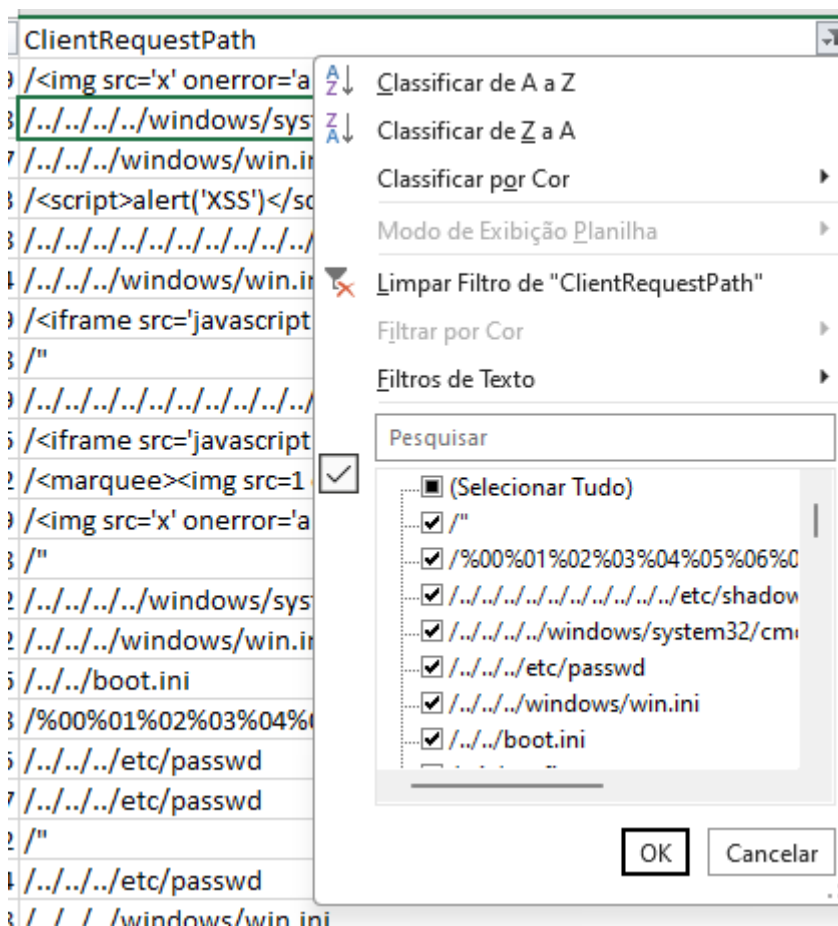 ClientRequestPath
/<img src='x' onerror='a
/../../../../windows/sys
/../../../windows/win.i
/<script>alert('XSS')</sc
/../../../../../../../../../../
/../../../windows/win.i
/<iframe src='javascript
/"
/../../../../../../../../../../
/<iframe src='javascript
/<marquee><img src=1
/<img src='x' onerror='a
/"
/../../../../windows/sys
/../../../windows/win.i
/../../boot.ini
/%00%01%02%03%04%
/../../../etc/passwd
/../../../etc/passwd
/"
/../../../etc/passwd
/../../../windows/win.ini
Classificar de A a Z
Classificar de Z a A
Classificar por Cor
Modo de Exibição Planilha
Limpar Filtro de "ClientRequestPath"
Filtrar por Cor
Filtros de Texto
Pesquisar
(Selecionar Tudo)
/"
/%00%01%02%03%04%05%06%0
/../../../../../../../../../../etc/shadow
/../../../../windows/system32/cm
/../../../etc/passwd
/../../../windows/win.ini
/../../boot.ini
OK
Cancelar